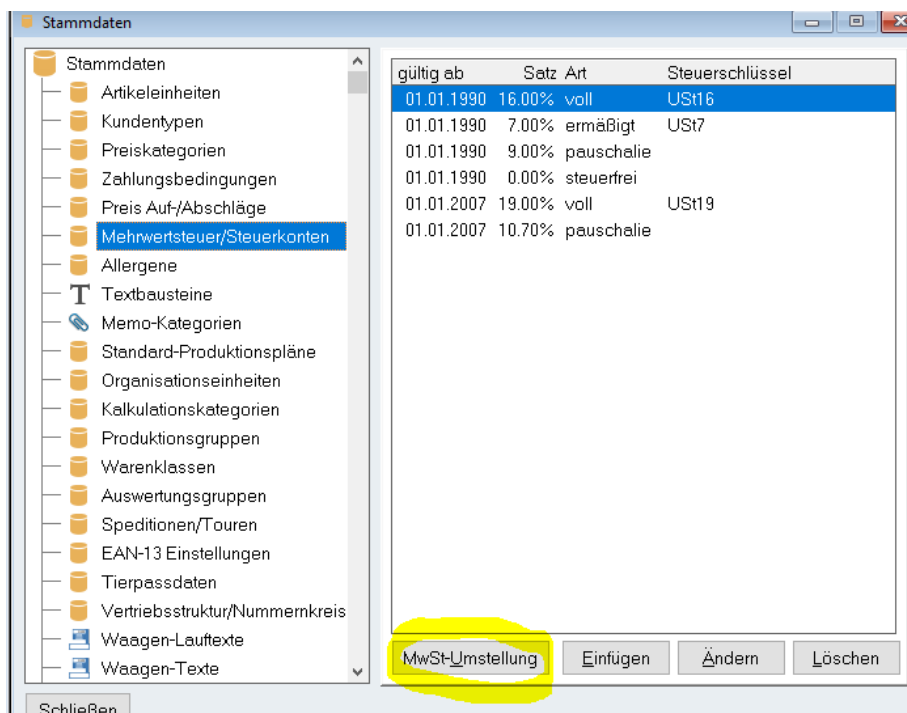 Stammdaten
Stammdaten
Artikeleinheiten
Kundentypen
Preiskategorien
Zahlungsbedingungen
Preis Auf-/Abschläge
Mehrwertsteuer/Steuerkonten
Allergene
Textbausteine
Memo-Kategorien
Standard-Produktionspläne
Organisationseinheiten
Kalkulationskategorien
Produktionsgruppen
Warenklassen
Auswertungsgruppen
Speditionen/Touren
EAN-13 Einstellungen
Tierpassdaten
Vertriebsstruktur/Nummernkreis
Waagen-Lauftexte
Waagen-Texte
gültig ab Satz Art Steuerschlüssel
01.01.1990 16.00% voll USt16
01.01.1990 7.00% ermäßigt USt7
01.01.1990 9.00% pauschalie
01.01.1990 0.00% steuerfrei
01.01.2007 19.00% voll USt19
01.01.2007 10.70% pauschalie
MwSt-Umstellung Einfügen Ändern Löschen
Schließen